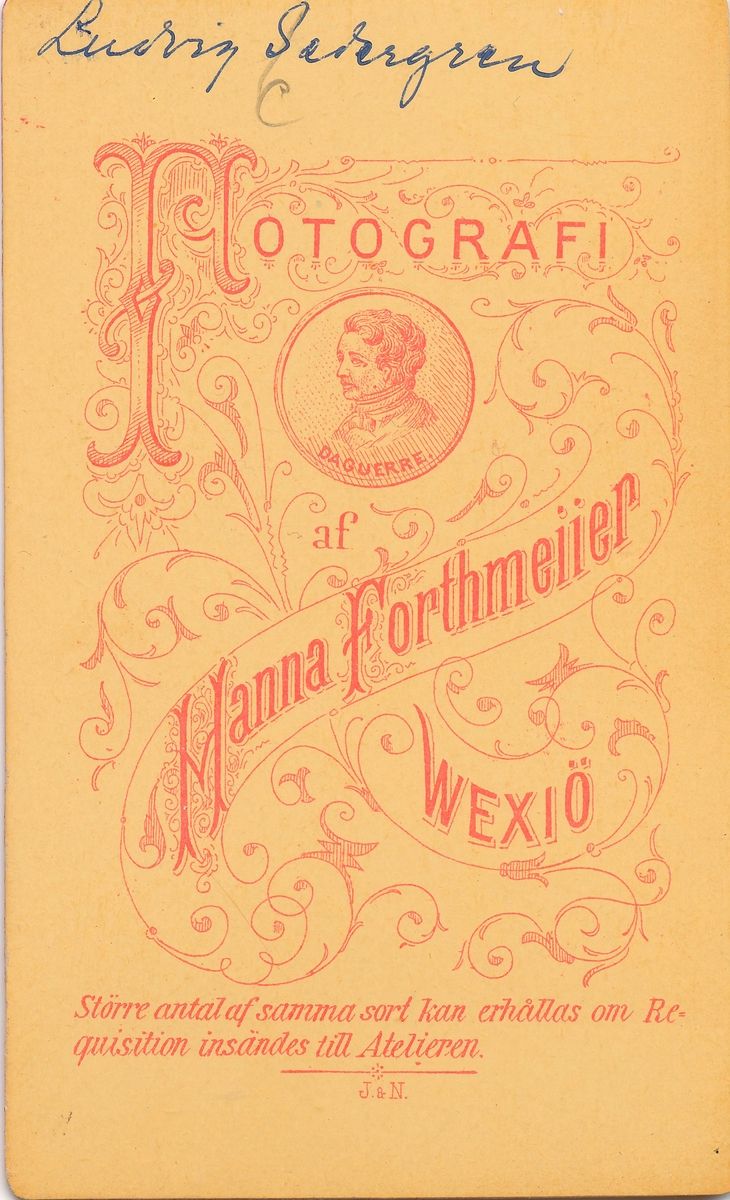 Ludvig Sedergren
C
FOTOGRAFI
DAGUERRE.
af
Hanna Forthmeiier
WEXIÖ
Större antal af samma sort kan erhållas om Re=
quisition insändes till Atelieren.
J. & N.